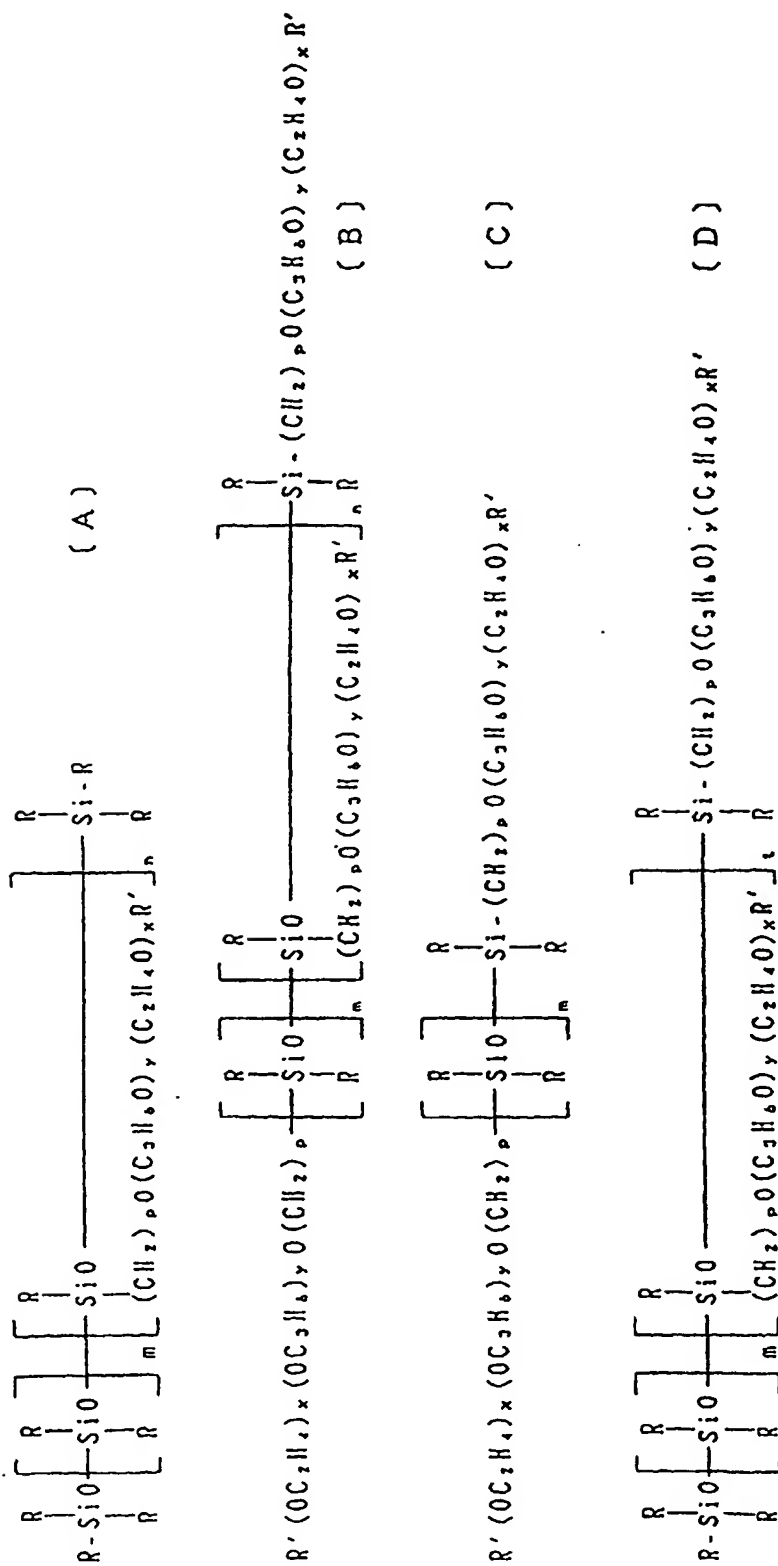 R R R R
R-SiO[SiO]m[SiO]n Si-R
R R (CH₂)pO(C₃H₆O)y(C₂H₄O)xR' R
[A]
R R R
R'(OC₂H₄)x(OC₃H₆)yO(CH₂)p[SiO]m[SiO]n Si-(CH₂)pO(C₃H₆O)y(C₂H₄O)xR'
R (CH₂)pO(C₃H₆O)y(C₂H₄O)xR' R
[B]
R R
R'(OC₂H₄)x(OC₃H₆)yO(CH₂)p[SiO]m Si-(CH₂)pO(C₃H₆O)y(C₂H₄O)xR'
R R
[C]
R R R R
R-SiO[SiO]m[SiO]ℓ Si-(CH₂)pO(C₃H₆O)y(C₂H₄O)xR'
R R (CH₂)pO(C₃H₆O)y(C₂H₄O)xR' R
[D]